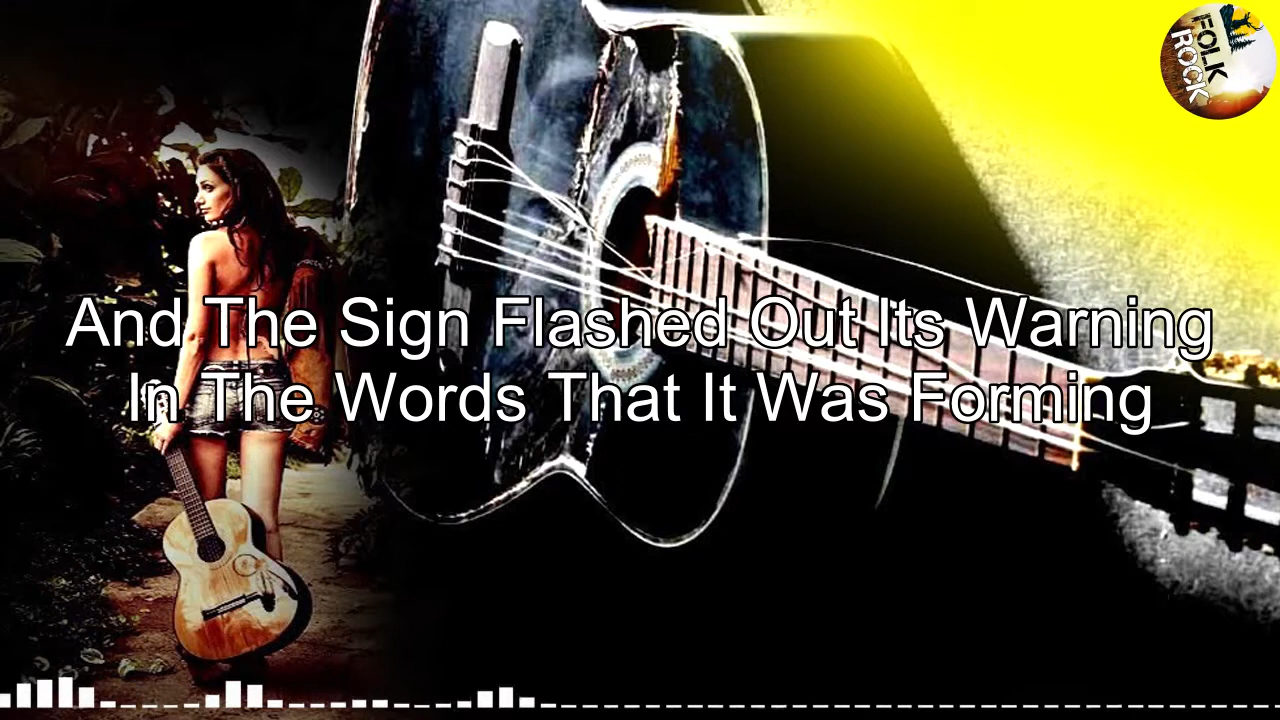 FOLK
ROCK
And The Sign Flashed Out Its Warning
In The Words That It Was Forming